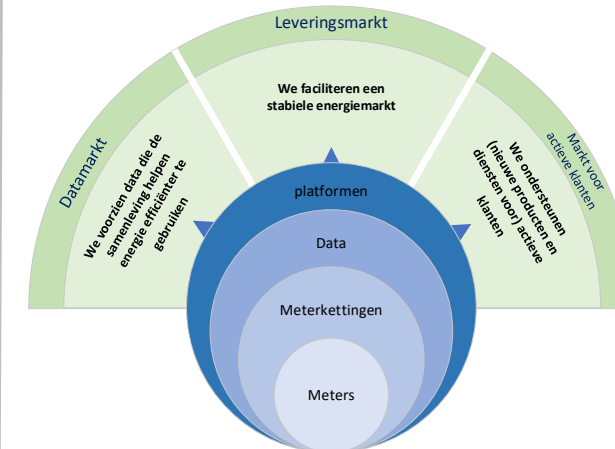 Leveringsmarkt
We faciliteren een
stabiele energiemarkt
Datamarkt
We voorzien data die de
samenleving helpen
energie efficiënter te
gebruiken
Markt voor
actieve klanten
We ondersteunen
(nieuwe producten en
diensten voor) actieve
klanten
platformen
Data
Meterkettingen
Meters